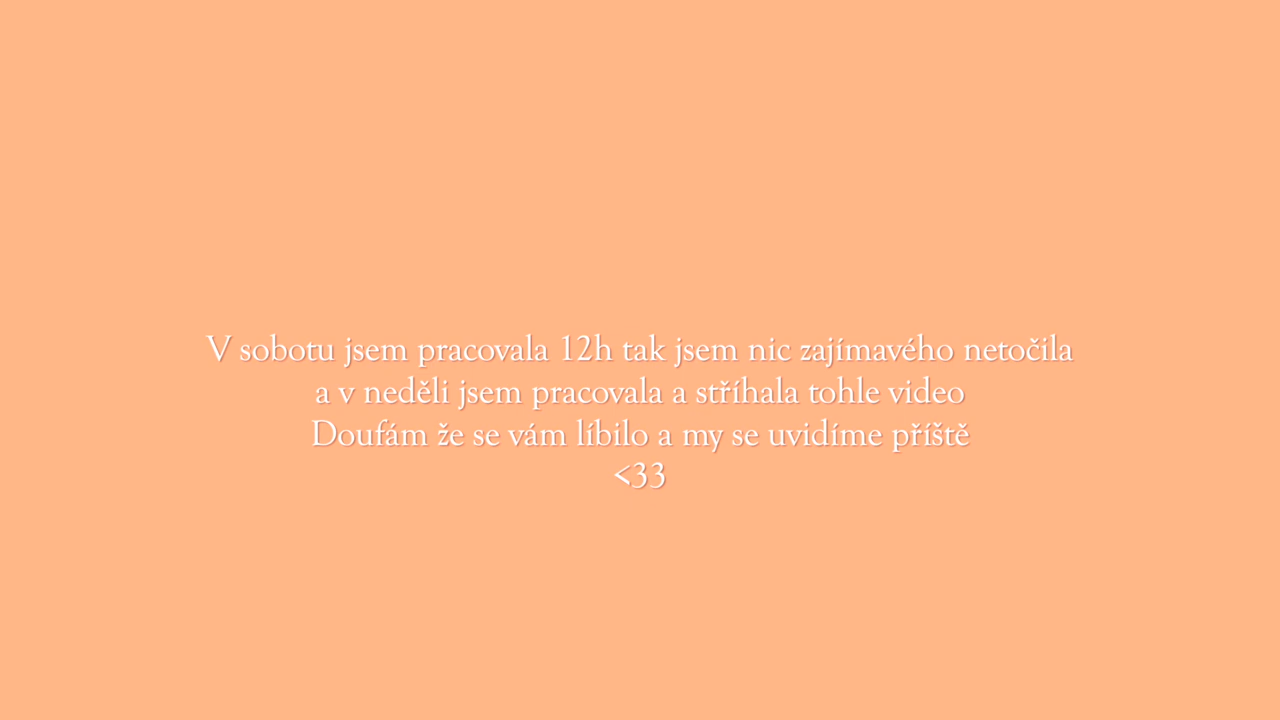 V sobotu jsem pracovala 12h tak jsem nic zajímavého netočila
a v neděli jsem pracovala a stříhala tohle video
Doufám že se vám líbilo a my se uvidíme příště
<33